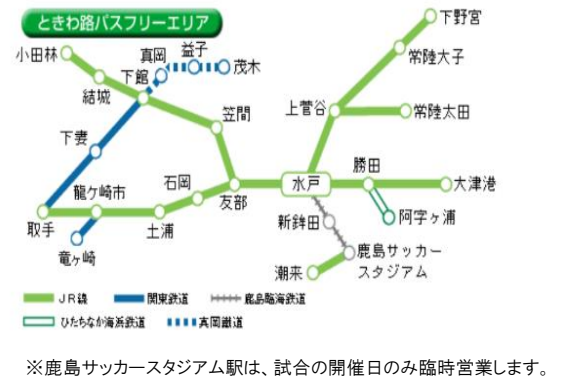 ときわ路パスフリーエリア
下野宮
小田林
真岡
益子
茂木
常陸大子
下館
結城
笠間
上菅谷
常陸太田
下妻
石岡
勝田
龍ケ崎市
友部
水戸
大津港
取手
土浦
新鉾田
阿字ヶ浦
竜ヶ崎
鹿島サッカー
スタジアム
潮来
JR線
関東鉄道
鹿島臨海鉄道
ひたちなか海浜鉄道
真岡鐵道
※鹿島サッカースタジアム駅は、試合の開催日のみ臨時営業します。